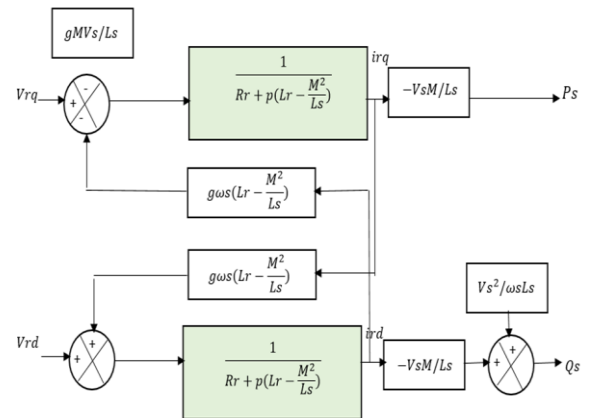 gMVs/Ls
Vrq
+
-
-
1
Rr + p(Lr − M²/Ls)
irq
−VsM/Ls
Ps
gωs(Lr − M²/Ls)
gωs(Lr − M²/Ls)
Vs²/ωsLs
Vrd
+
+
1
Rr + p(Lr − M²/Ls)
ird
−VsM/Ls
+
+
Qs